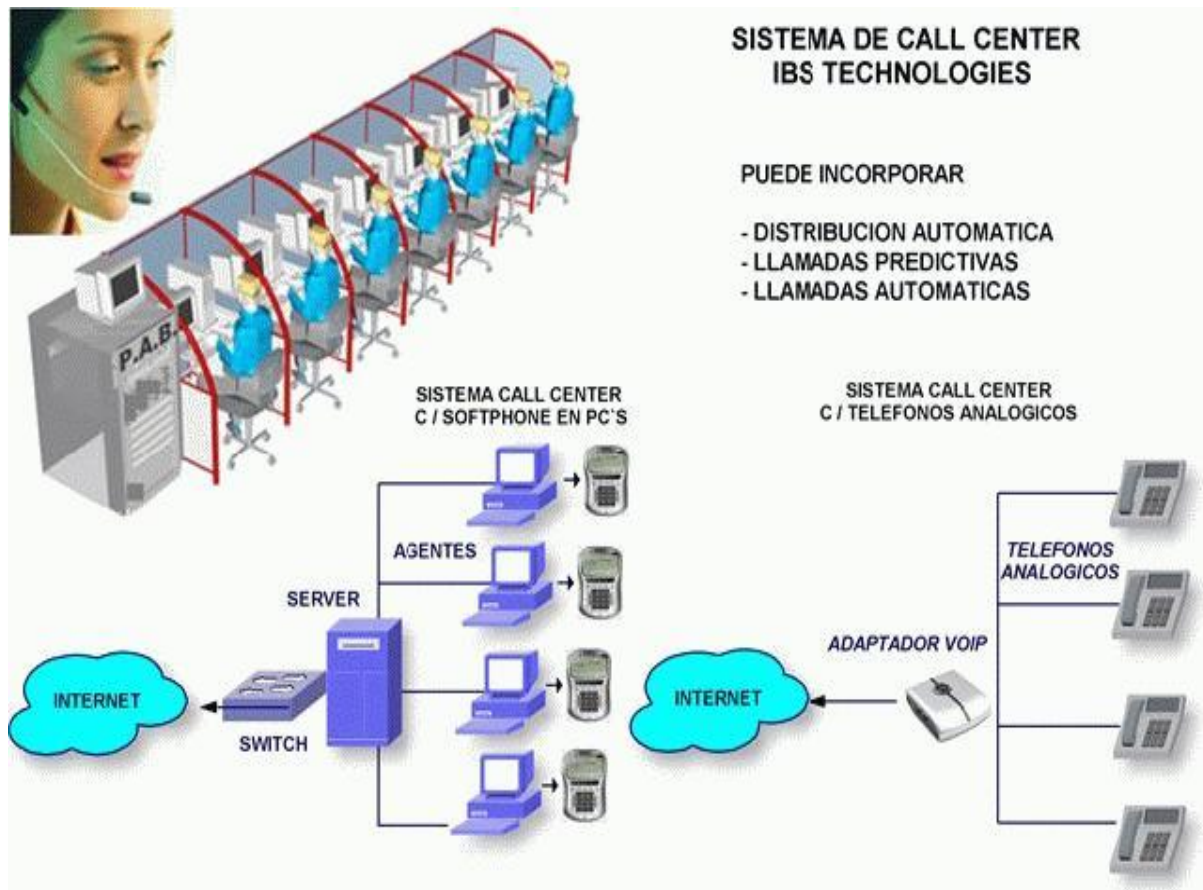 SISTEMA DE CALL CENTER
IBS TECHNOLOGIES
PUEDE INCORPORAR
- DISTRIBUCION AUTOMATICA
- LLAMADAS PREDICTIVAS
- LLAMADAS AUTOMATICAS
P.A.B.
SISTEMA CALL CENTER
C / SOFTPHONE EN PC`S
AGENTES
SERVER
INTERNET
SWITCH
SISTEMA CALL CENTER
C / TELEFONOS ANALOGICOS
TELEFONOS
ANALOGICOS
ADAPTADOR VOIP
INTERNET